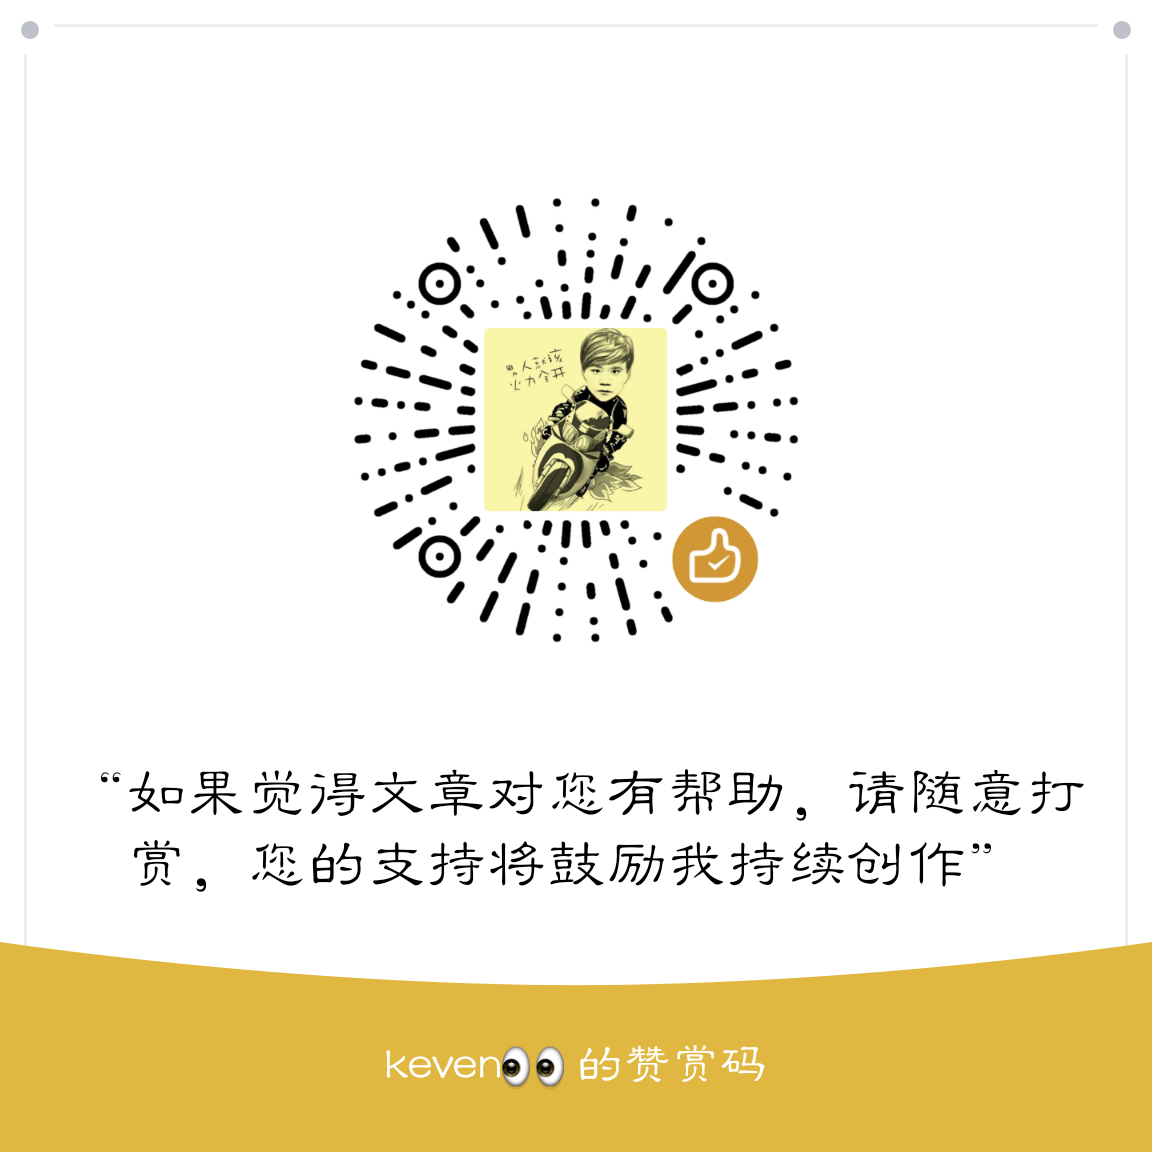 男人就该
火力全开
“如果觉得文章对您有帮助，请随意打
赏，您的支持将鼓励我持续创作”
keven👀 的赞赏码